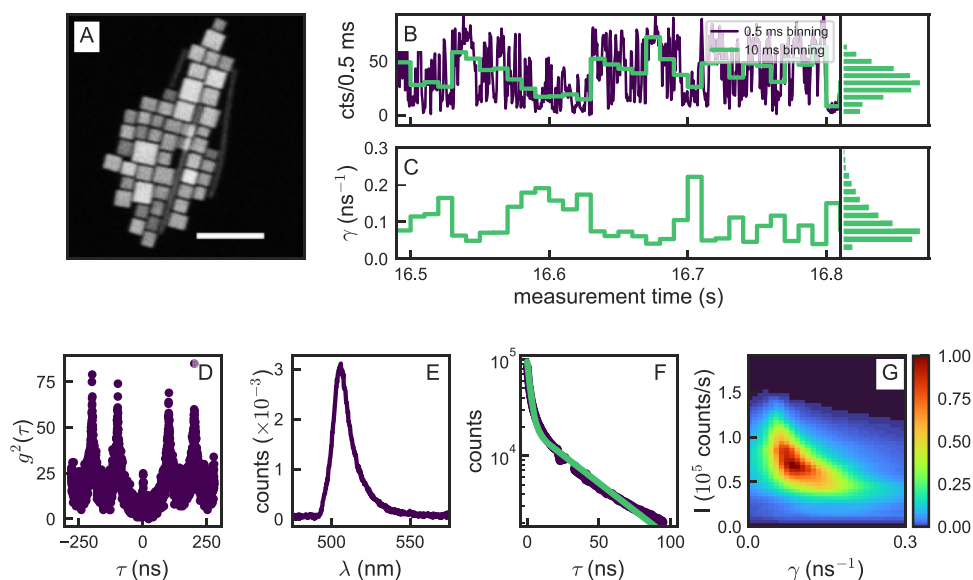 A
B
0.5 ms binning
10 ms binning
cts/0.5 ms
50
0
C
γ (ns⁻¹)
0.3
0.2
0.1
0.0
16.5
16.6
16.7
16.8
measurement time (s)
D
g²(τ)
75
50
25
0
−250
0
250
τ (ns)
E
counts (×10⁻³)
3
2
1
0
500
550
λ (nm)
F
counts
10⁵
10⁴
0
50
100
τ (ns)
G
I (10⁵ counts/s)
1.5
1.0
0.5
0.0
0.0
0.3
γ (ns⁻¹)
1.00
0.75
0.50
0.25
0.00